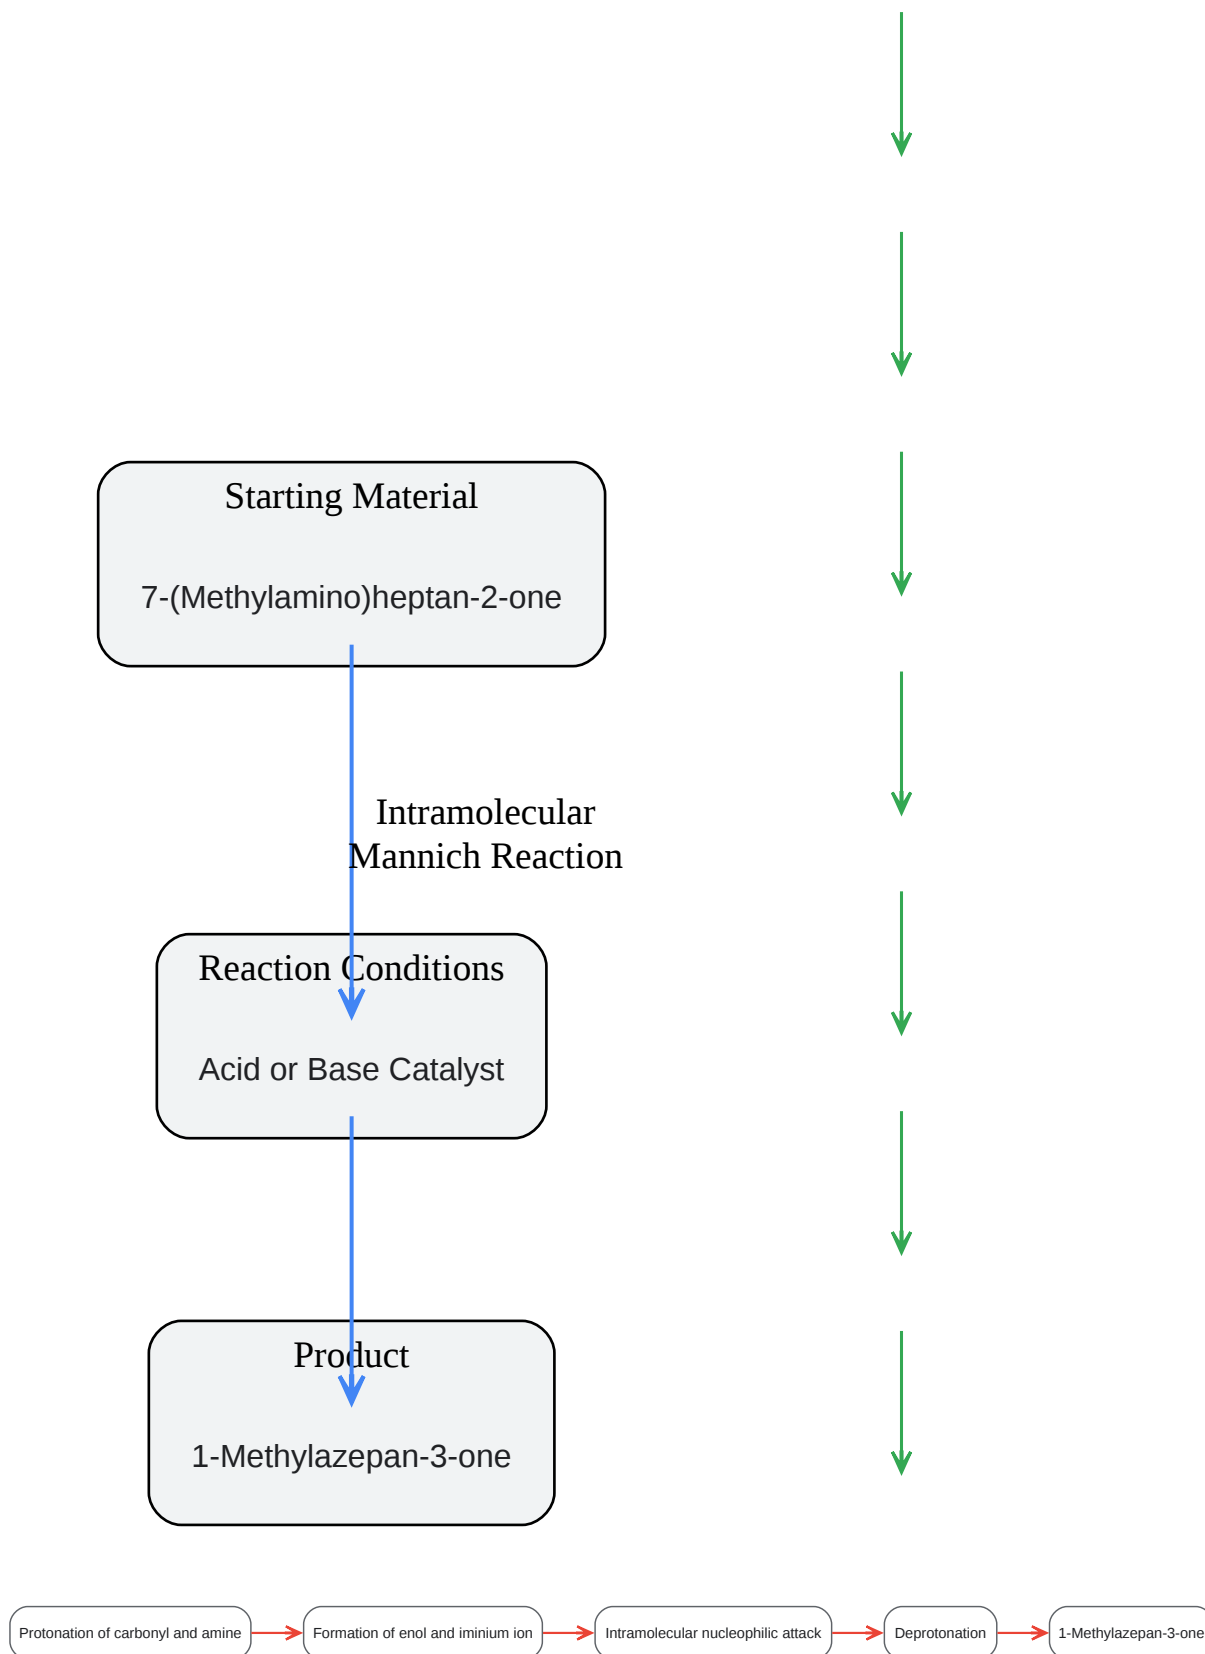 Starting Material
7-(Methylamino)heptan-2-one
Intramolecular
Mannich Reaction
Reaction Conditions
Acid or Base Catalyst
Product
1-Methylazepan-3-one
Protonation of carbonyl and amine
Formation of enol and iminium ion
Intramolecular nucleophilic attack
Deprotonation
1-Methylazepan-3-one